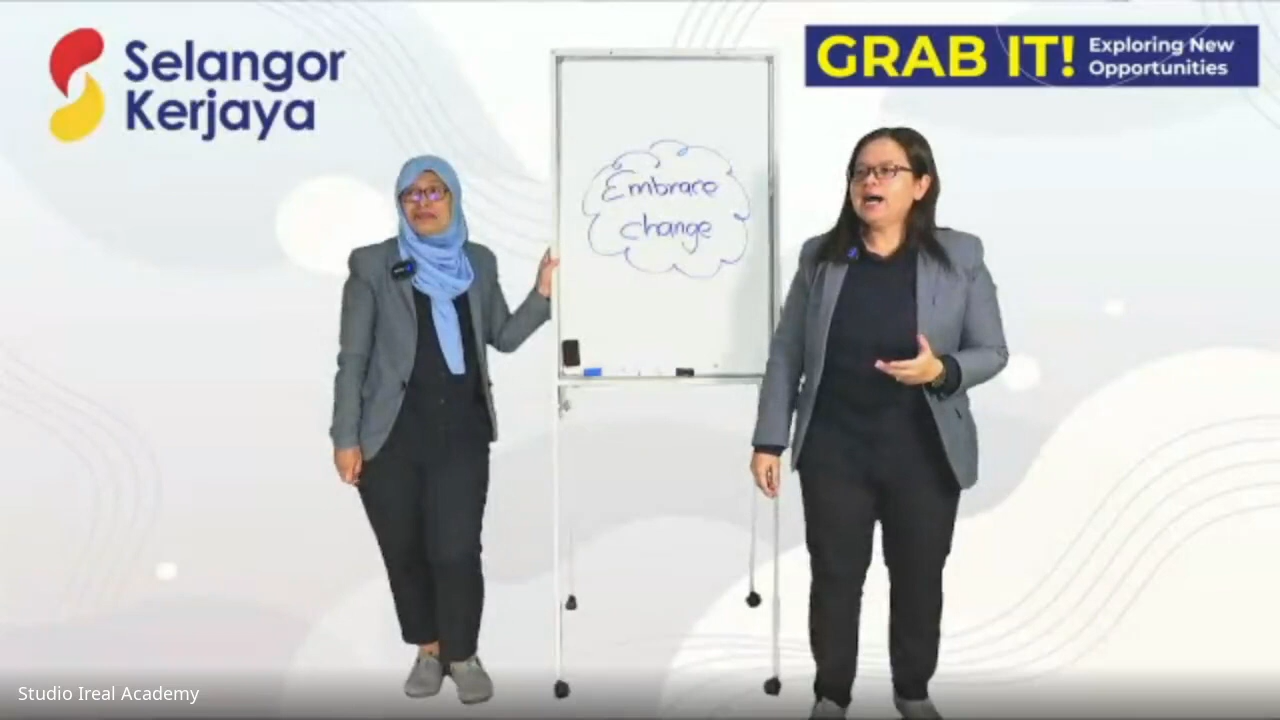 Selangor
Kerjaya
GRAB IT!
Exploring New
Opportunities
Embrace
change
Studio Ireal Academy